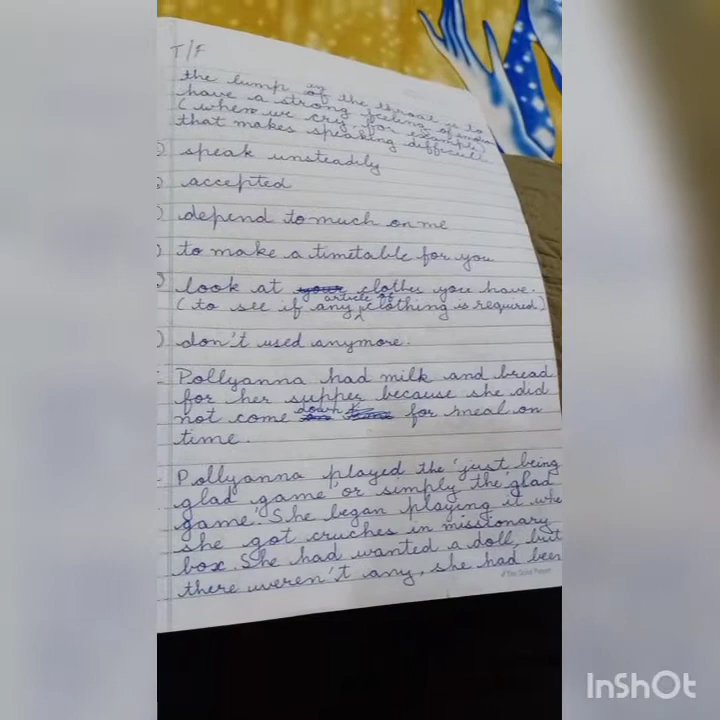 T/F
the lump in of the throat is to
have a strong feeling of
(when we cry, for example)
that makes speaking difficult
) speak unsteadily
) accepted
) depend to much on me
) to make a timetable for you
) look at your clothes you have.
(to see if any article of clothing is required)
) don't used anymore.
Pollyanna had milk and bread
for her supper because she did
not come down for meal on
time.
Pollyanna played the 'just being
glad game' or simply 'the glad
game'. She began playing it whe
she got cruches in missionary
box. She had wanted a doll, but
there weren't any, she had been
InShOt